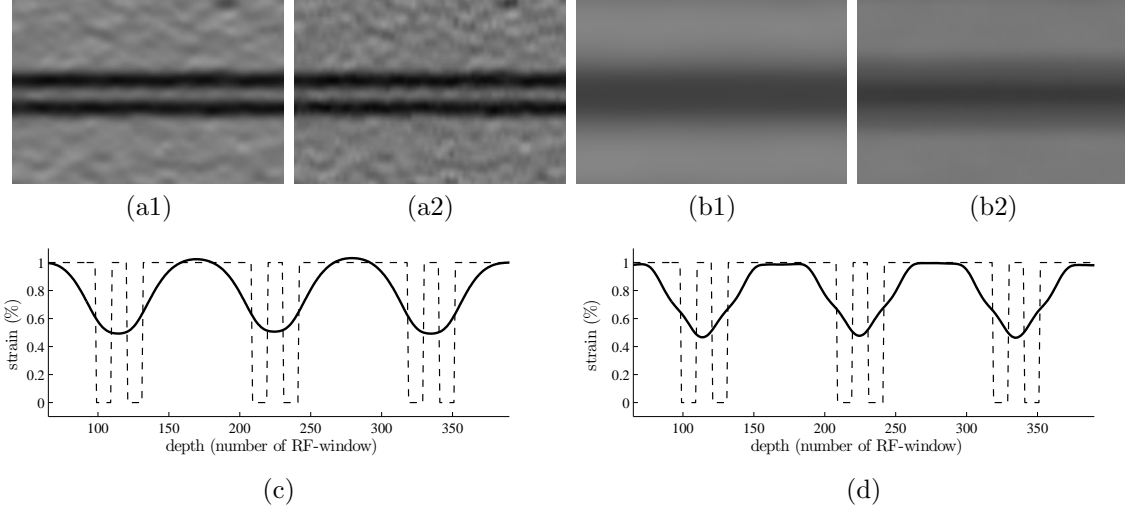 (a1) (a2) (b1) (b2)
1
0.8
0.6
0.4
0.2
0
strain (%)
100 150 200 250 300 350
depth (number of RF-window)
(c)
1
0.8
0.6
0.4
0.2
0
strain (%)
100 150 200 250 300 350
depth (number of RF-window)
(d)